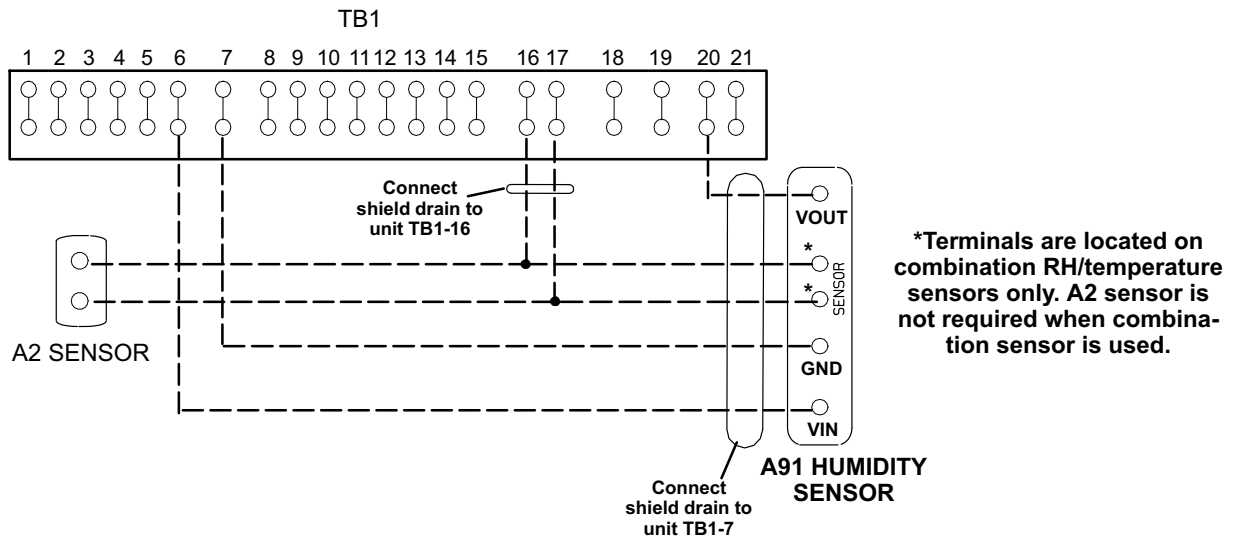 TB1
1 2 3 4 5 6 7 8 9 10 11 12 13 14 15 16 17 18 19 20 21
Connect
shield drain to
unit TB1-16
A2 SENSOR
VOUT
*
*
SENSOR
GND
VIN
A91 HUMIDITY
SENSOR
Connect
shield drain to
unit TB1-7
*Terminals are located on
combination RH/temperature
sensors only. A2 sensor is
not required when combina-
tion sensor is used.